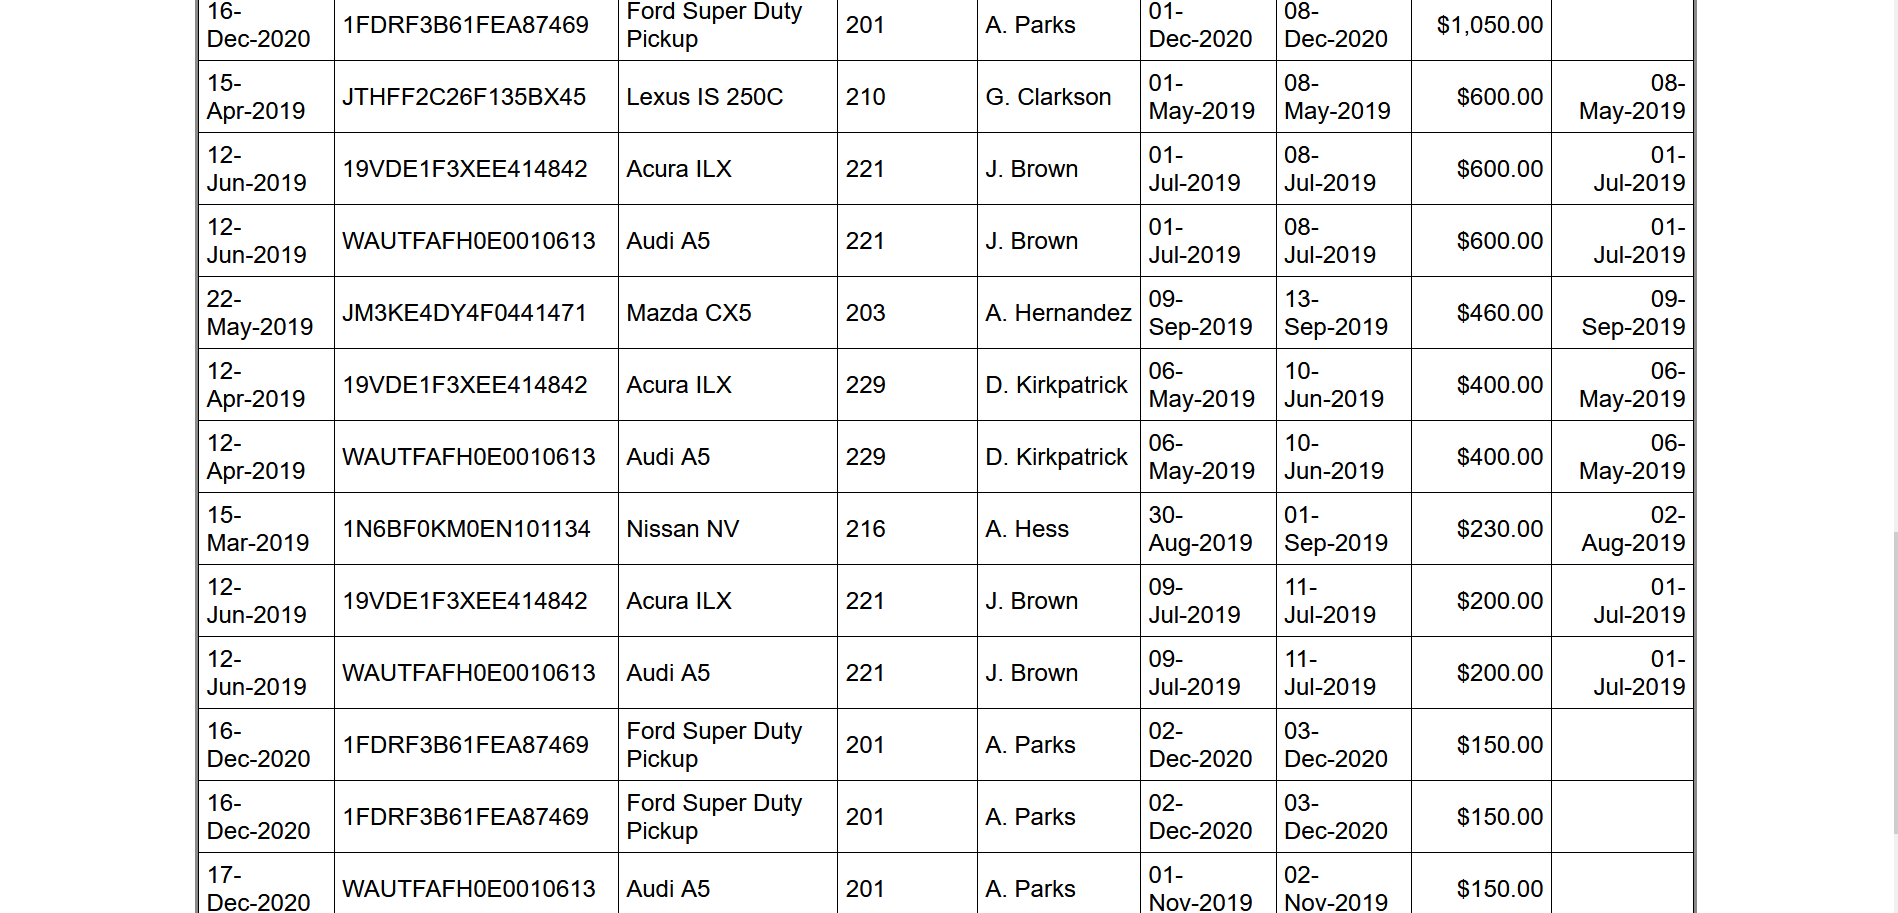 16-
Dec-2020 1FDRF3B61FEA87469 Ford Super Duty
Pickup 201 A. Parks 01-
Dec-2020 08-
Dec-2020 $1,050.00
15-
Apr-2019 JTHFF2C26F135BX45 Lexus IS 250C 210 G. Clarkson 01-
May-2019 08-
May-2019 $600.00 08-
May-2019
12-
Jun-2019 19VDE1F3XEE414842 Acura ILX 221 J. Brown 01-
Jul-2019 08-
Jul-2019 $600.00 01-
Jul-2019
12-
Jun-2019 WAUTFAFH0E0010613 Audi A5 221 J. Brown 01-
Jul-2019 08-
Jul-2019 $600.00 01-
Jul-2019
22-
May-2019 JM3KE4DY4F0441471 Mazda CX5 203 A. Hernandez 09-
Sep-2019 13-
Sep-2019 $460.00 09-
Sep-2019
12-
Apr-2019 19VDE1F3XEE414842 Acura ILX 229 D. Kirkpatrick 06-
May-2019 10-
Jun-2019 $400.00 06-
May-2019
12-
Apr-2019 WAUTFAFH0E0010613 Audi A5 229 D. Kirkpatrick 06-
May-2019 10-
Jun-2019 $400.00 06-
May-2019
15-
Mar-2019 1N6BF0KM0EN101134 Nissan NV 216 A. Hess 30-
Aug-2019 01-
Sep-2019 $230.00 02-
Aug-2019
12-
Jun-2019 19VDE1F3XEE414842 Acura ILX 221 J. Brown 09-
Jul-2019 11-
Jul-2019 $200.00 01-
Jul-2019
12-
Jun-2019 WAUTFAFH0E0010613 Audi A5 221 J. Brown 09-
Jul-2019 11-
Jul-2019 $200.00 01-
Jul-2019
16-
Dec-2020 1FDRF3B61FEA87469 Ford Super Duty
Pickup 201 A. Parks 02-
Dec-2020 03-
Dec-2020 $150.00
16-
Dec-2020 1FDRF3B61FEA87469 Ford Super Duty
Pickup 201 A. Parks 02-
Dec-2020 03-
Dec-2020 $150.00
17-
Dec-2020 WAUTFAFH0E0010613 Audi A5 201 A. Parks 01-
Nov-2019 02-
Nov-2019 $150.00